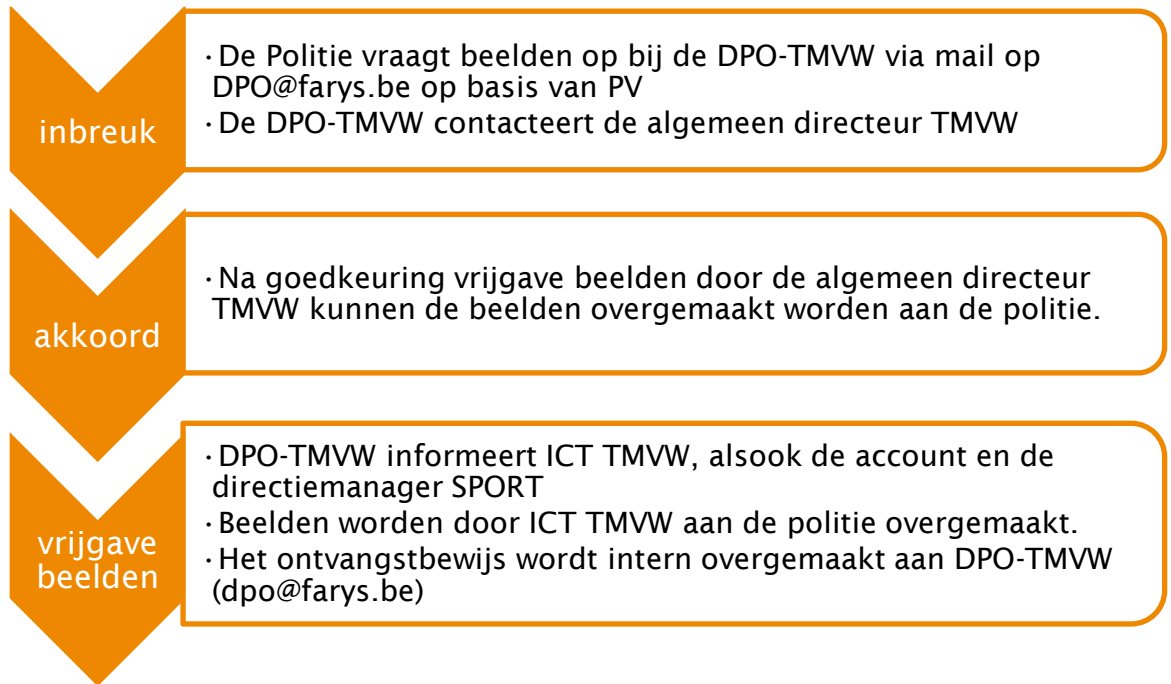 inbreuk
·De Politie vraagt beelden op bij de DPO-TMVW via mail op
DPO@farys.be op basis van PV
·De DPO-TMVW contacteert de algemeen directeur TMVW
akkoord
·Na goedkeuring vrijgave beelden door de algemeen directeur
TMVW kunnen de beelden overgemaakt worden aan de politie.
vrijgave
beelden
·DPO-TMVW informeert ICT TMVW, alsook de account en de
directiemanager SPORT
·Beelden worden door ICT TMVW aan de politie overgemaakt.
·Het ontvangstbewijs wordt intern overgemaakt aan DPO-TMVW
(dpo@farys.be)